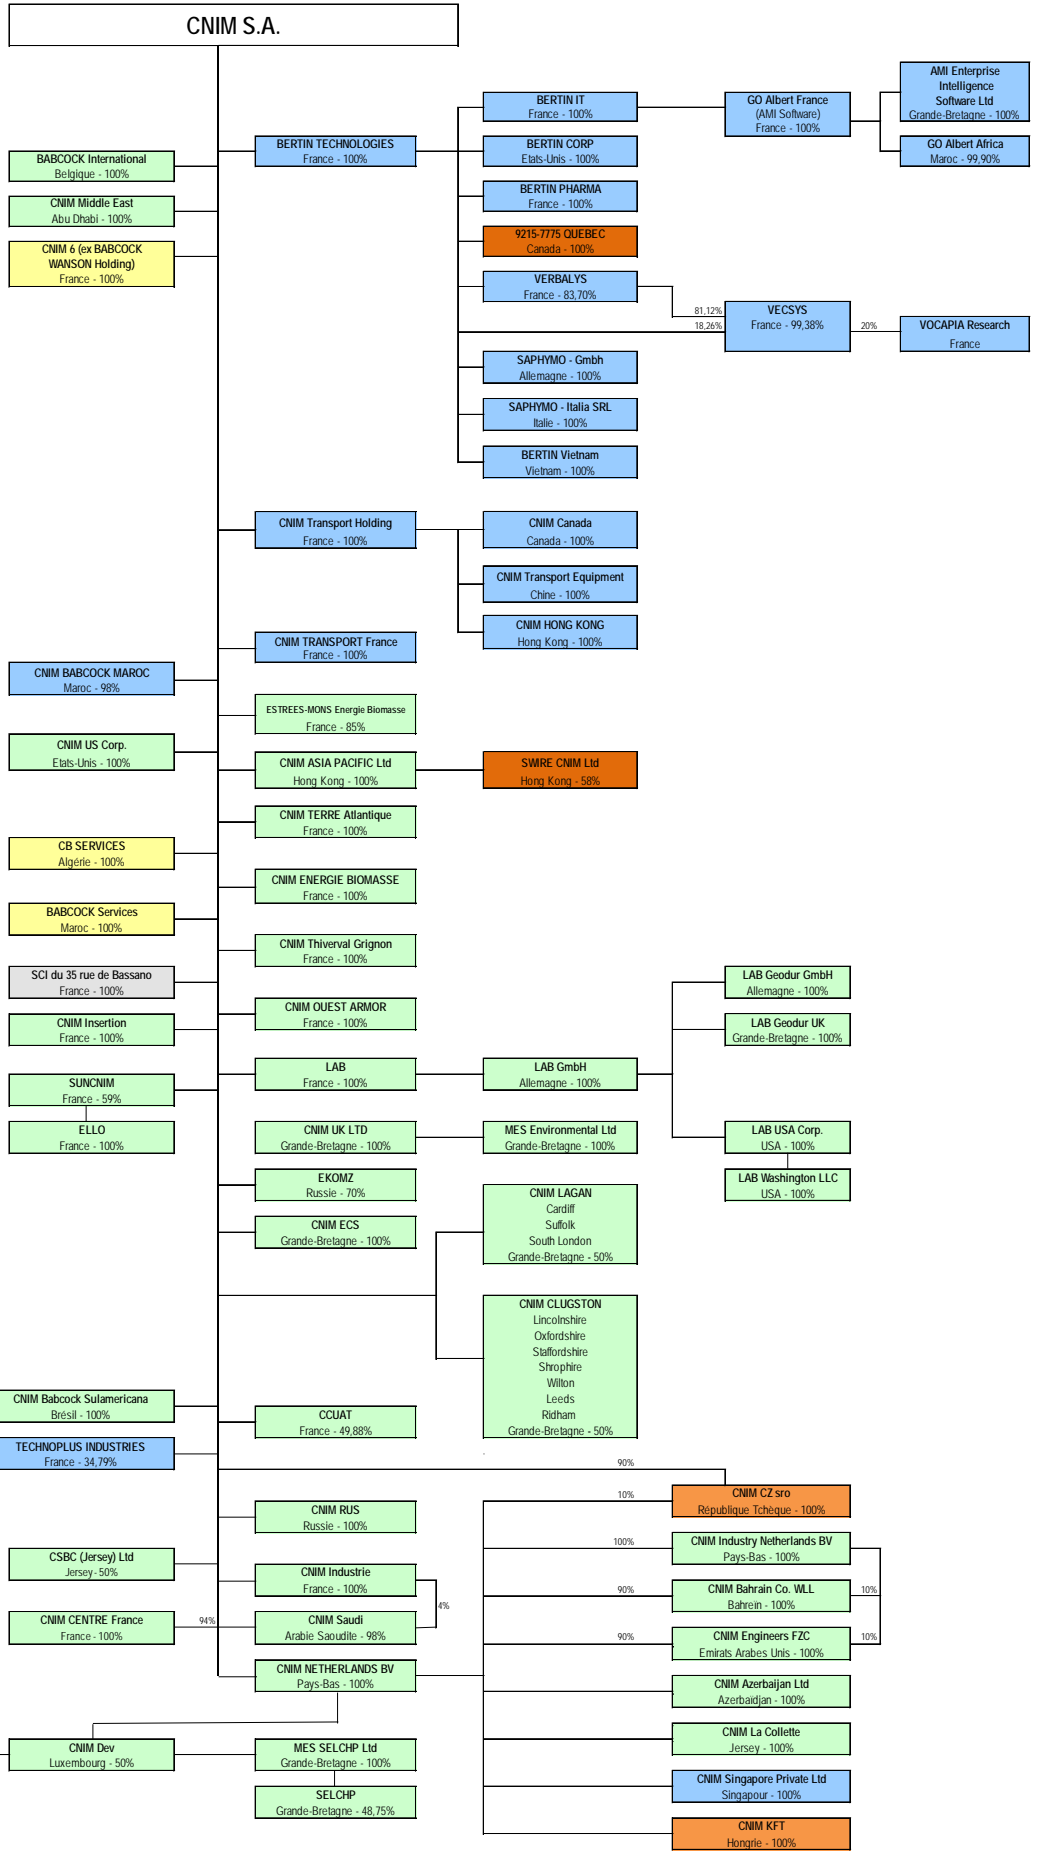 CNIM S.A.
BERTIN TECHNOLOGIES
France - 100%
BERTIN IT
France - 100%
GO Albert France
(AMI Software)
France - 100%
AMI Enterprise
Intelligence
Software Ltd
Grande-Bretagne - 100%
GO Albert Africa
Maroc - 99,90%
BERTIN CORP
Etats-Unis - 100%
BERTIN PHARMA
France - 100%
9215-7775 QUEBEC
Canada - 100%
VERBALYS
France - 83,70%
81,12%
18,26%
VECSYS
France - 99,38%
20%
VOCAPIA Research
France
SAPHYMO - Gmbh
Allemagne - 100%
SAPHYMO - Italia SRL
Italie - 100%
BERTIN Vietnam
Vietnam - 100%
BABCOCK International
Belgique - 100%
CNIM Middle East
Abu Dhabi - 100%
CNIM 6 (ex BABCOCK
WANSON Holding)
France - 100%
CNIM Transport Holding
France - 100%
CNIM Canada
Canada - 100%
CNIM Transport Equipment
Chine - 100%
CNIM HONG KONG
Hong Kong - 100%
CNIM TRANSPORT France
France - 100%
CNIM BABCOCK MAROC
Maroc - 98%
ESTREES-MONS Energie Biomasse
France - 85%
CNIM US Corp.
Etats-Unis - 100%
CNIM ASIA PACIFIC Ltd
Hong Kong - 100%
SWIRE CNIM Ltd
Hong Kong - 58%
CNIM TERRE Atlantique
France - 100%
CB SERVICES
Algérie - 100%
CNIM ENERGIE BIOMASSE
France - 100%
BABCOCK Services
Maroc - 100%
CNIM Thiverval Grignon
France - 100%
SCI du 35 rue de Bassano
France - 100%
CNIM OUEST ARMOR
France - 100%
CNIM Insertion
France - 100%
LAB
France - 100%
LAB GmbH
Allemagne - 100%
LAB Geodur GmbH
Allemagne - 100%
LAB Geodur UK
Grande-Bretagne - 100%
LAB USA Corp.
USA - 100%
LAB Washington LLC
USA - 100%
SUNCNIM
France - 59%
ELLO
France - 100%
CNIM UK LTD
Grande-Bretagne - 100%
MES Environmental Ltd
Grande-Bretagne - 100%
EKOMZ
Russie - 70%
CNIM ECS
Grande-Bretagne - 100%
CNIM LAGAN
Cardiff
Suffolk
South London
Grande-Bretagne - 50%
CNIM CLUGSTON
Lincolnshire
Oxfordshire
Staffordshire
Shrophire
Wilton
Leeds
Ridham
Grande-Bretagne - 50%
CNIM Babcock Sulamericana
Brésil - 100%
CCUAT
France - 49,88%
TECHNOPLUS INDUSTRIES
France - 34,79%
90%
10%
CNIM CZ sro
République Tchèque - 100%
CNIM RUS
Russie - 100%
100%
CNIM Industry Netherlands BV
Pays-Bas - 100%
CSBC (Jersey) Ltd
Jersey- 50%
CNIM Industrie
France - 100%
90%
CNIM Bahrain Co. WLL
Bahreïn - 100%
10%
4%
CNIM CENTRE France
France - 100%
94%
CNIM Saudi
Arabie Saoudite - 98%
90%
CNIM Engineers FZC
Emirats Arabes Unis - 100%
10%
CNIM NETHERLANDS BV
Pays-Bas - 100%
CNIM Azerbaijan Ltd
Azerbaïdjan - 100%
CNIM La Collette
Jersey - 100%
CNIM Dev
Luxembourg - 50%
MES SELCHP Ltd
Grande-Bretagne - 100%
SELCHP
Grande-Bretagne - 48,75%
CNIM Singapore Private Ltd
Singapour - 100%
CNIM KFT
Hongrie - 100%